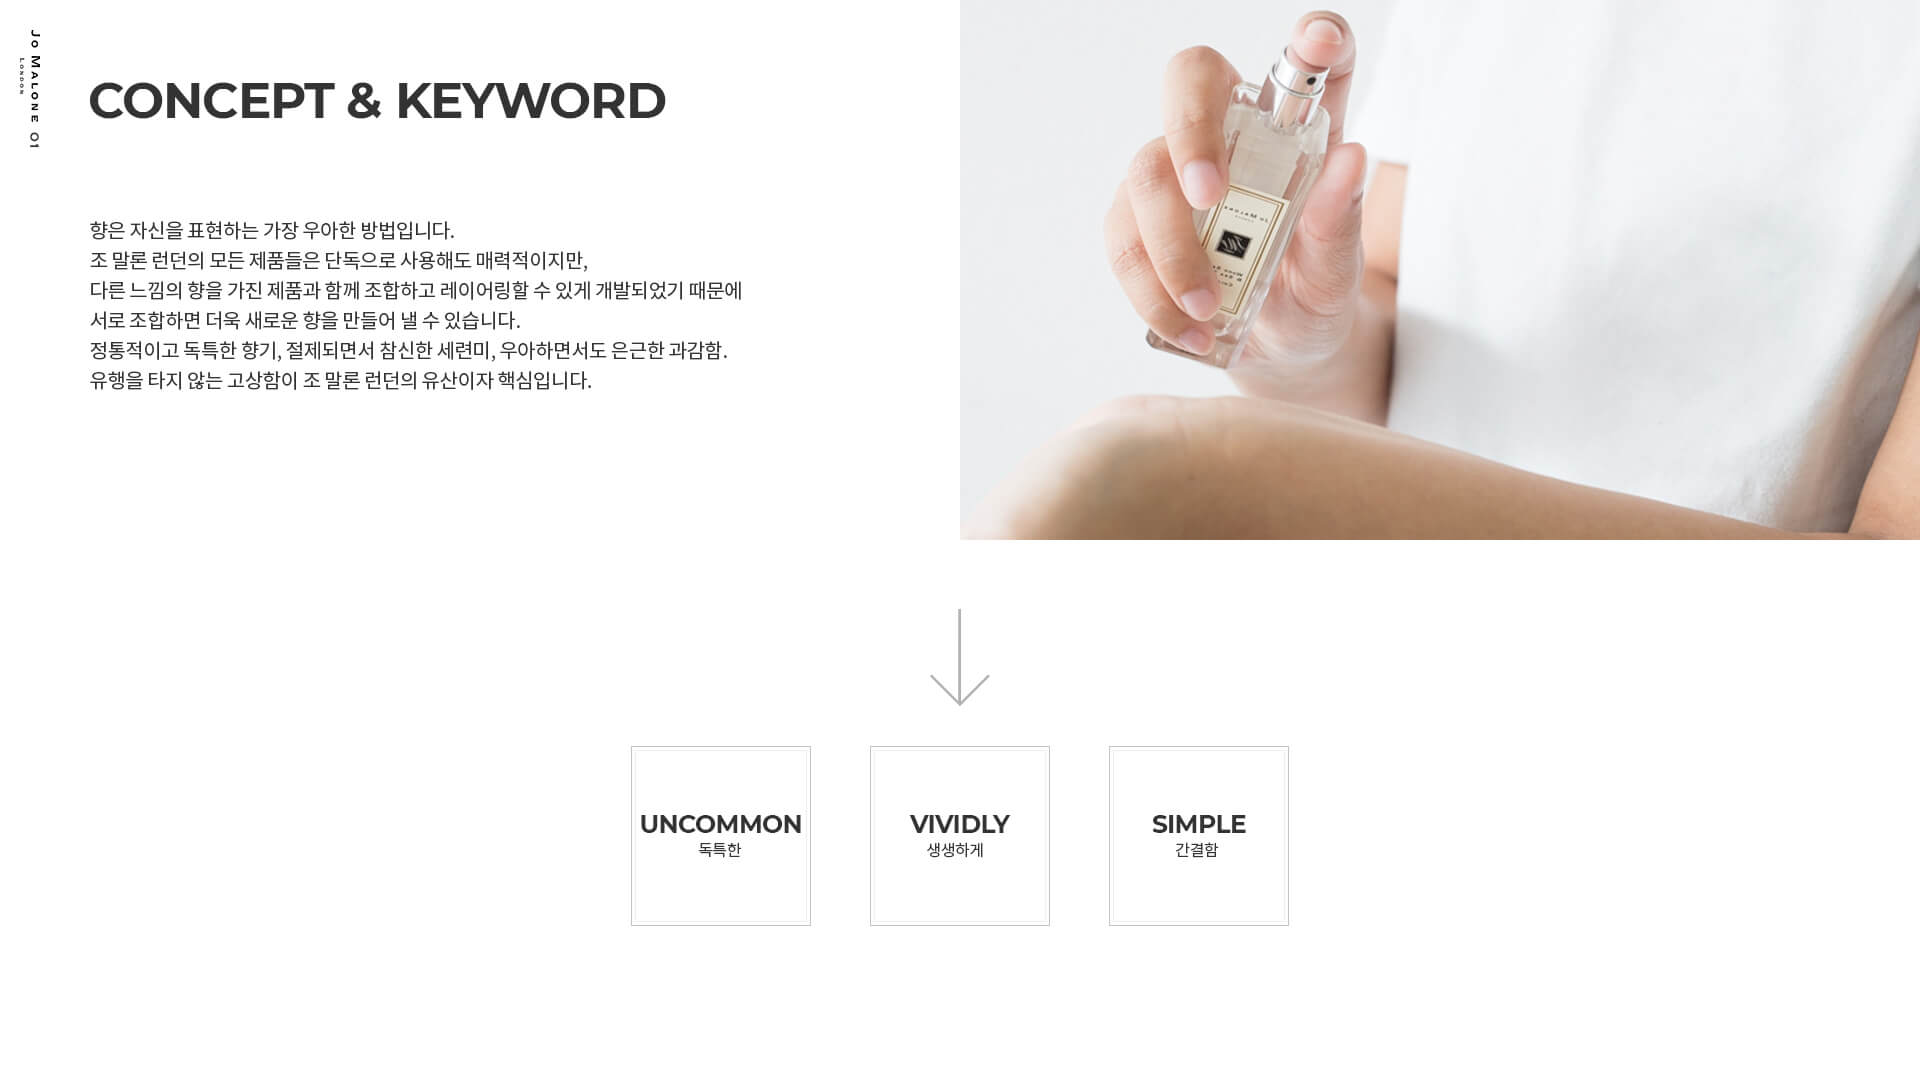 Jo Malone 01
London
CONCEPT & KEYWORD
향은 자신을 표현하는 가장 우아한 방법입니다.
조 말론 런던의 모든 제품들은 단독으로 사용해도 매력적이지만,
다른 느낌의 향을 가진 제품과 함께 조합하고 레이어링할 수 있게 개발되었기 때문에
서로 조합하면 더욱 새로운 향을 만들어 낼 수 있습니다.
정통적이고 독특한 향기, 절제되면서 참신한 세련미, 우아하면서도 은근한 과감함.
유행을 타지 않는 고상함이 조 말론 런던의 유산이자 핵심입니다.
UNCOMMON
독특한
VIVIDLY
생생하게
SIMPLE
간결함